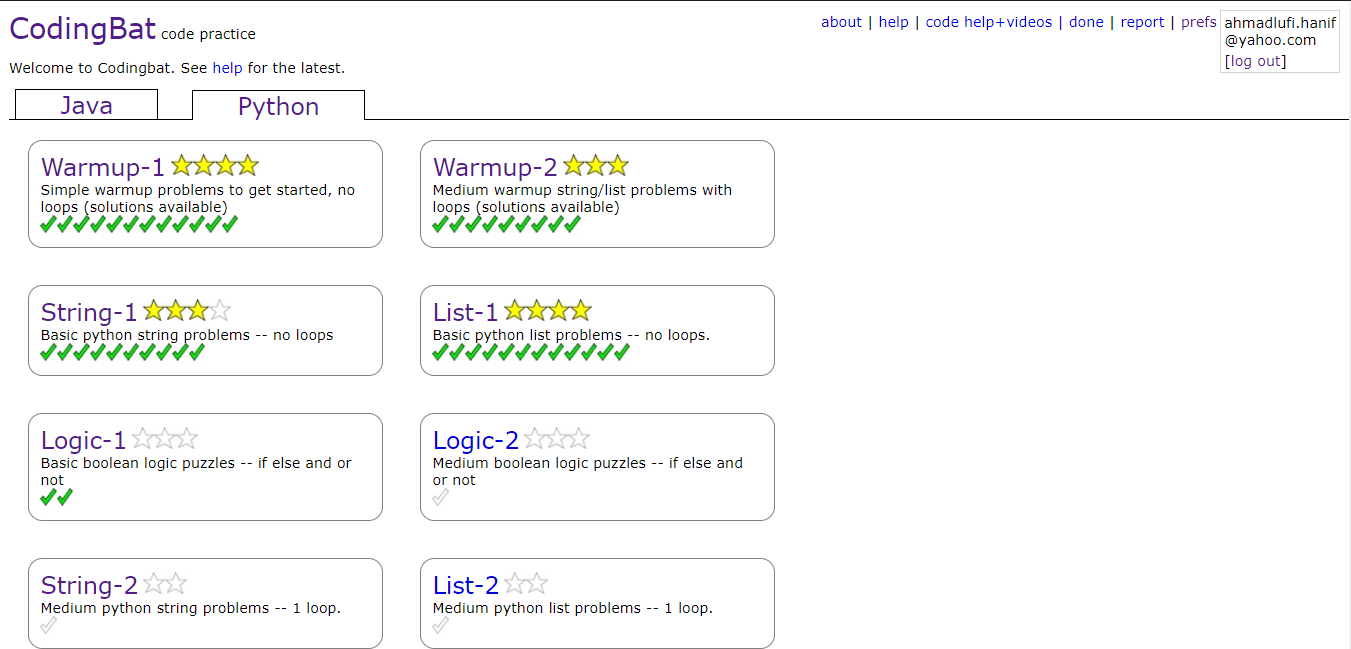 CodingBat code practice
about | help | code help+videos | done | report | prefs
ahmadlufi.hanif
@yahoo.com
[log out]
Welcome to Codingbat. See help for the latest.
Java
Python
Warmup-1
Simple warmup problems to get started, no
loops (solutions available)
Warmup-2
Medium warmup string/list problems with
loops (solutions available)
String-1
Basic python string problems -- no loops
List-1
Basic python list problems -- no loops.
Logic-1
Basic boolean logic puzzles -- if else and or
not
Logic-2
Medium boolean logic puzzles -- if else and
or not
String-2
Medium python string problems -- 1 loop.
List-2
Medium python list problems -- 1 loop.